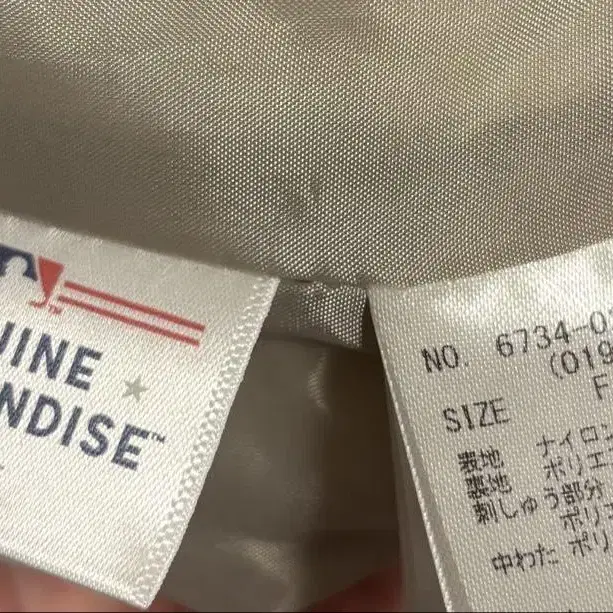 INE
NDISE™
NO. 6734-0
(019
SIZE F
表地 ナイロン
裏地 ポリエ
刺しゅう部分
ポリ
中わた ポリ